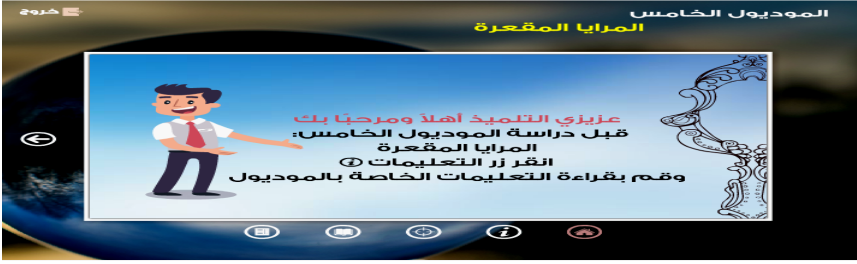 الموديول الخامس
المرايا المقعرة
خروج
عزيزي التلميذ أهلاً ومرحبًا بك
قبل دراسة الموديول الخامس:
المرايا المقعرة
انقر زر التعليمات i
وقم بقراءة التعليمات الخاصة بالموديول
i